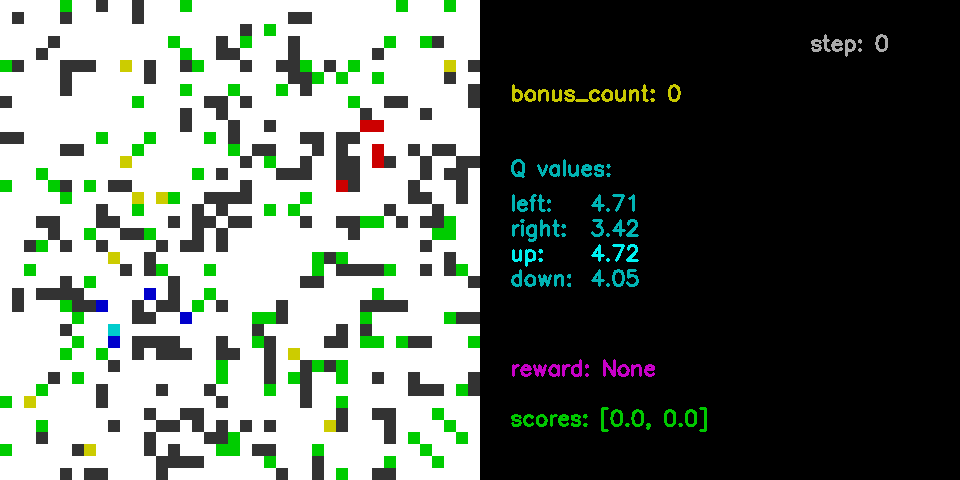 step: 0
bonus_count: 0
Q values:
left: 4.71
right: 3.42
up: 4.72
down: 4.05
reward: None
scores: [0.0, 0.0]